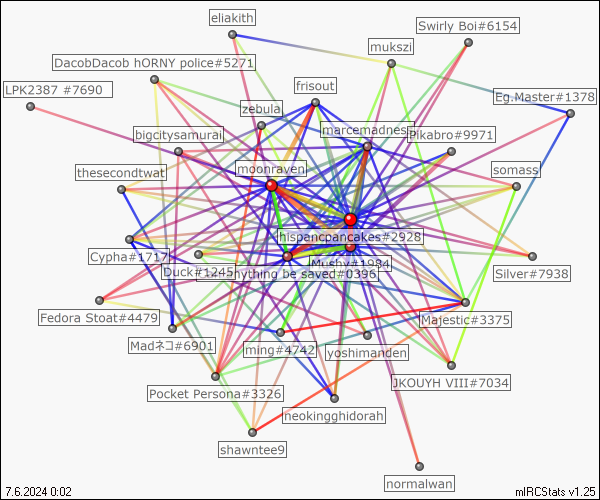 eliakith
Swirly Boi#6154
mukszi
DacobDacob hORNY police#5271
frisout
LPK2387 #7690
Eg.Master#1378
zebula
bigcitysamurai
marcemadness
Pikabro#9971
thesecondtwat
moonraveni
somass
hispancpancakes#2928
Cypha#1717
Mushy#1984
Duck#1245
ything be saved#0396
Silver#7938
Fedora Stoat#4479
Majestic#3375
Madネコ#6901
ming#4742
yoshimanden
Pocket Persona#3326
JKOUYH VIII#7034
neokingghidorah
shawntee9
normalwan
7.6.2024 0:02
mIRCStats v1.25